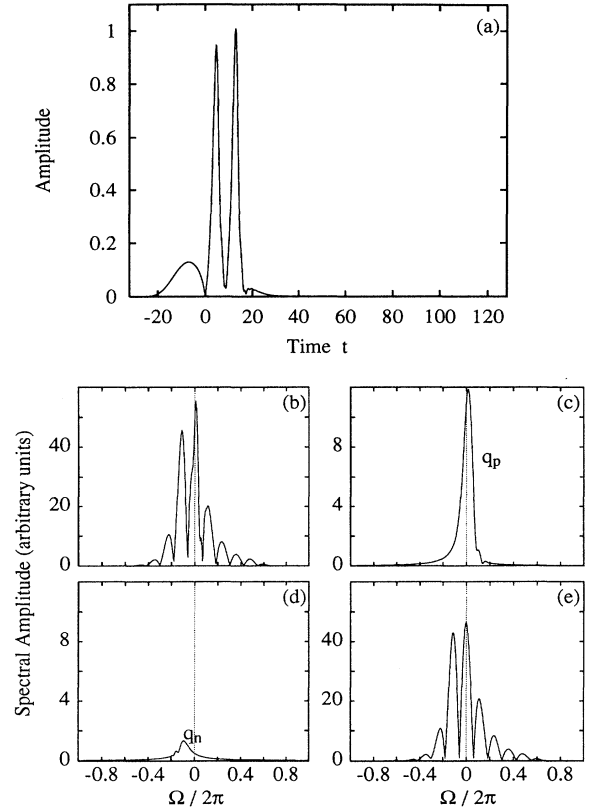 (a)
1
0.8
0.6
0.4
0.2
0
Amplitude
-20 0 20 40 60 80 100 120
Time t
(b)
40
20
0
(c)
qp
8
4
0
Spectral Amplitude (arbitrary units)
(d)
qn
8
4
0
-0.8 -0.4 0 0.4 0.8
Ω / 2π
(e)
40
20
0
-0.8 -0.4 0 0.4 0.8
Ω / 2π